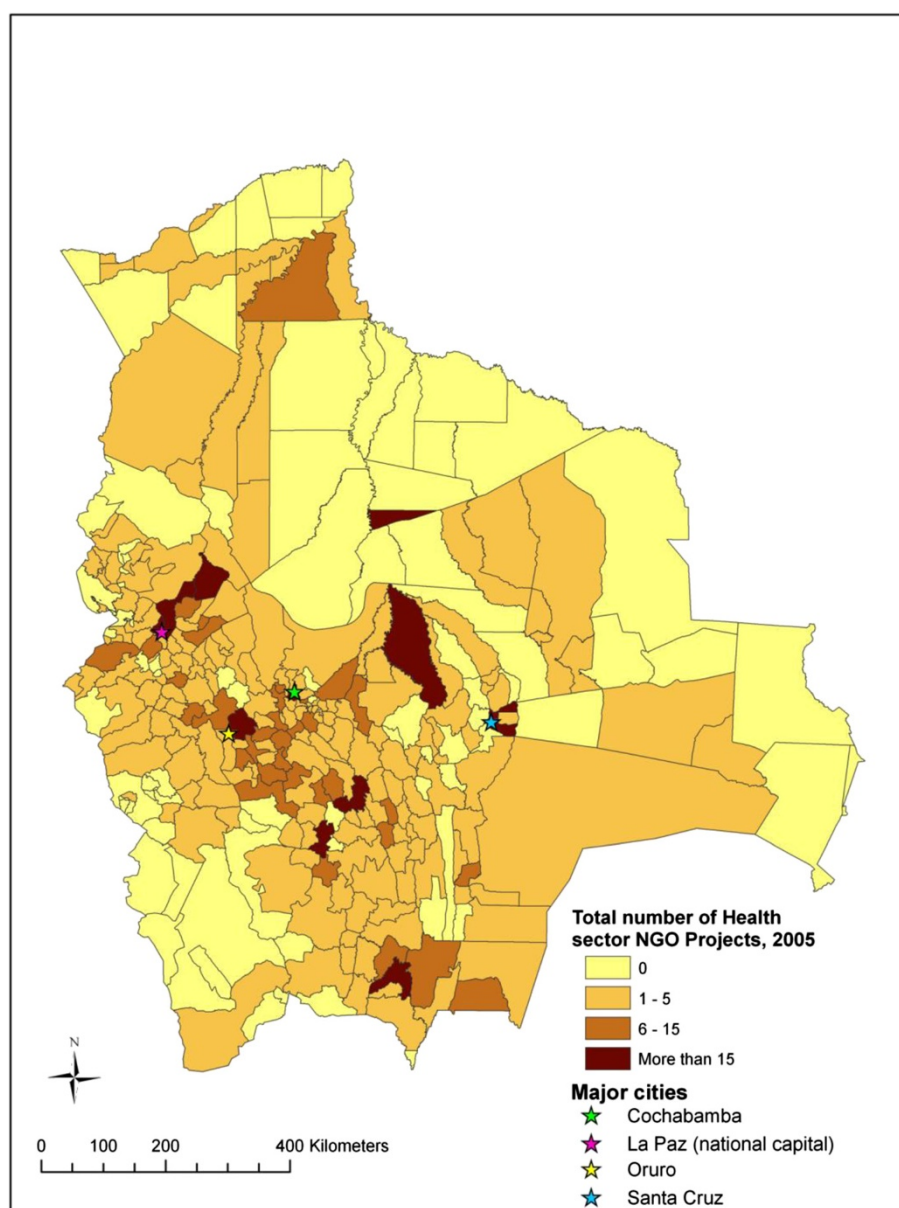 Total number of Health
sector NGO Projects, 2005
0
1 - 5
6 - 15
More than 15
Major cities
Cochabamba
La Paz (national capital)
Oruro
Santa Cruz
N
0 100 200 400 Kilometers